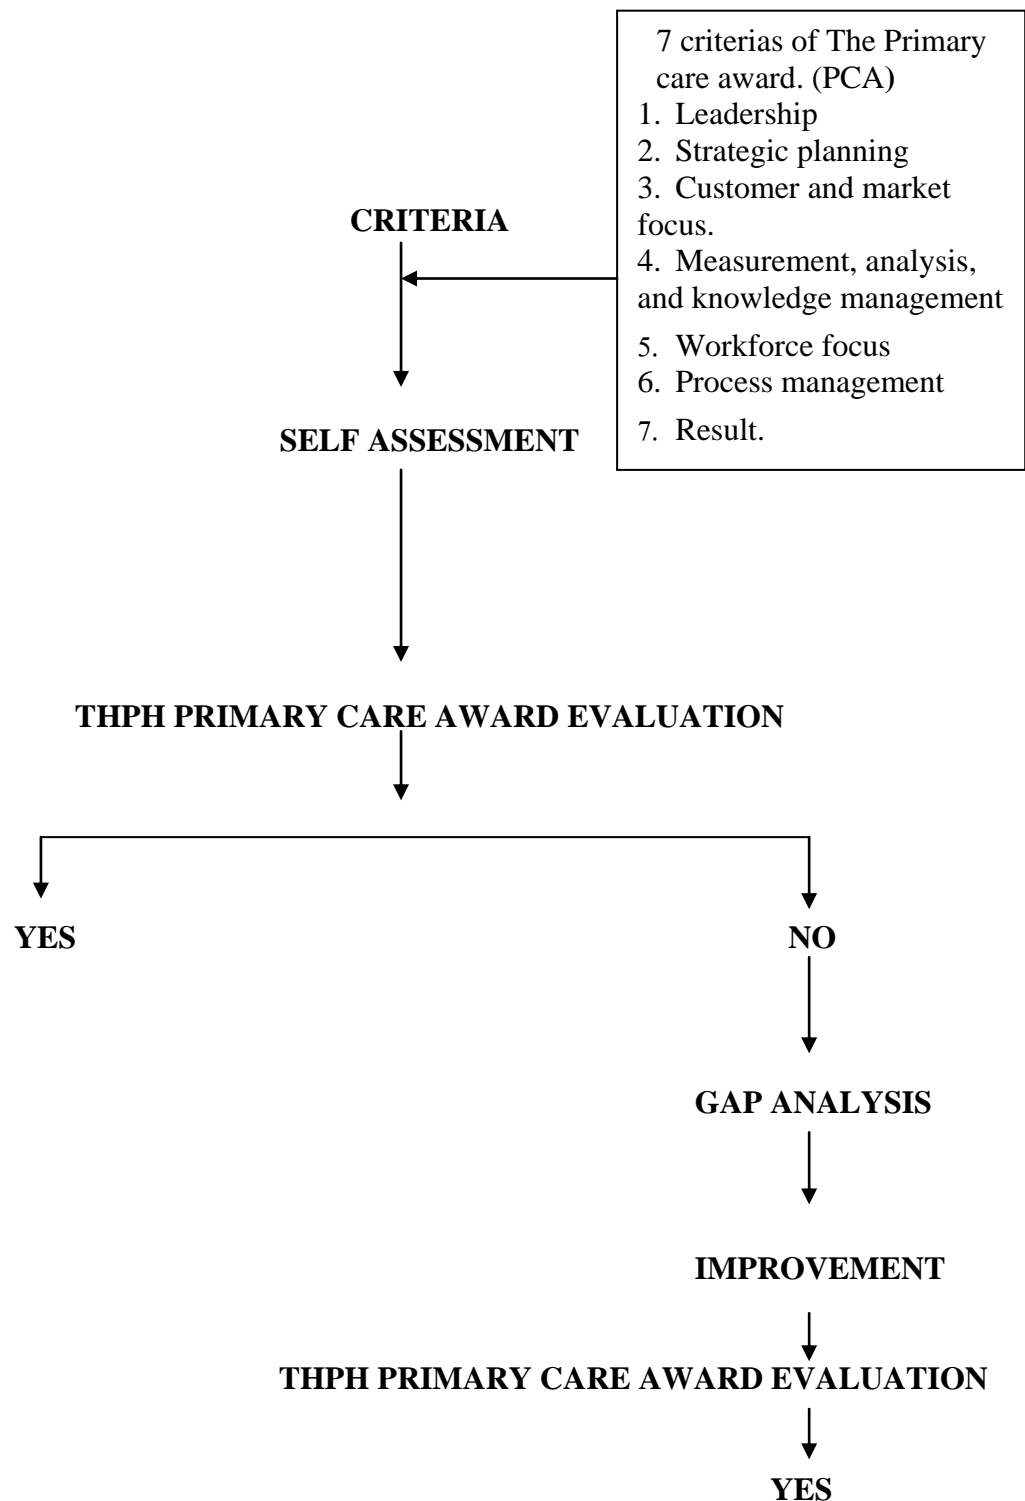 7 criterias of The Primary
care award. (PCA)
1. Leadership
2. Strategic planning
3. Customer and market
focus.
4. Measurement, analysis,
and knowledge management
5. Workforce focus
6. Process management
7. Result.
CRITERIA
SELF ASSESSMENT
THPH PRIMARY CARE AWARD EVALUATION
YES
NO
GAP ANALYSIS
IMPROVEMENT
THPH PRIMARY CARE AWARD EVALUATION
YES